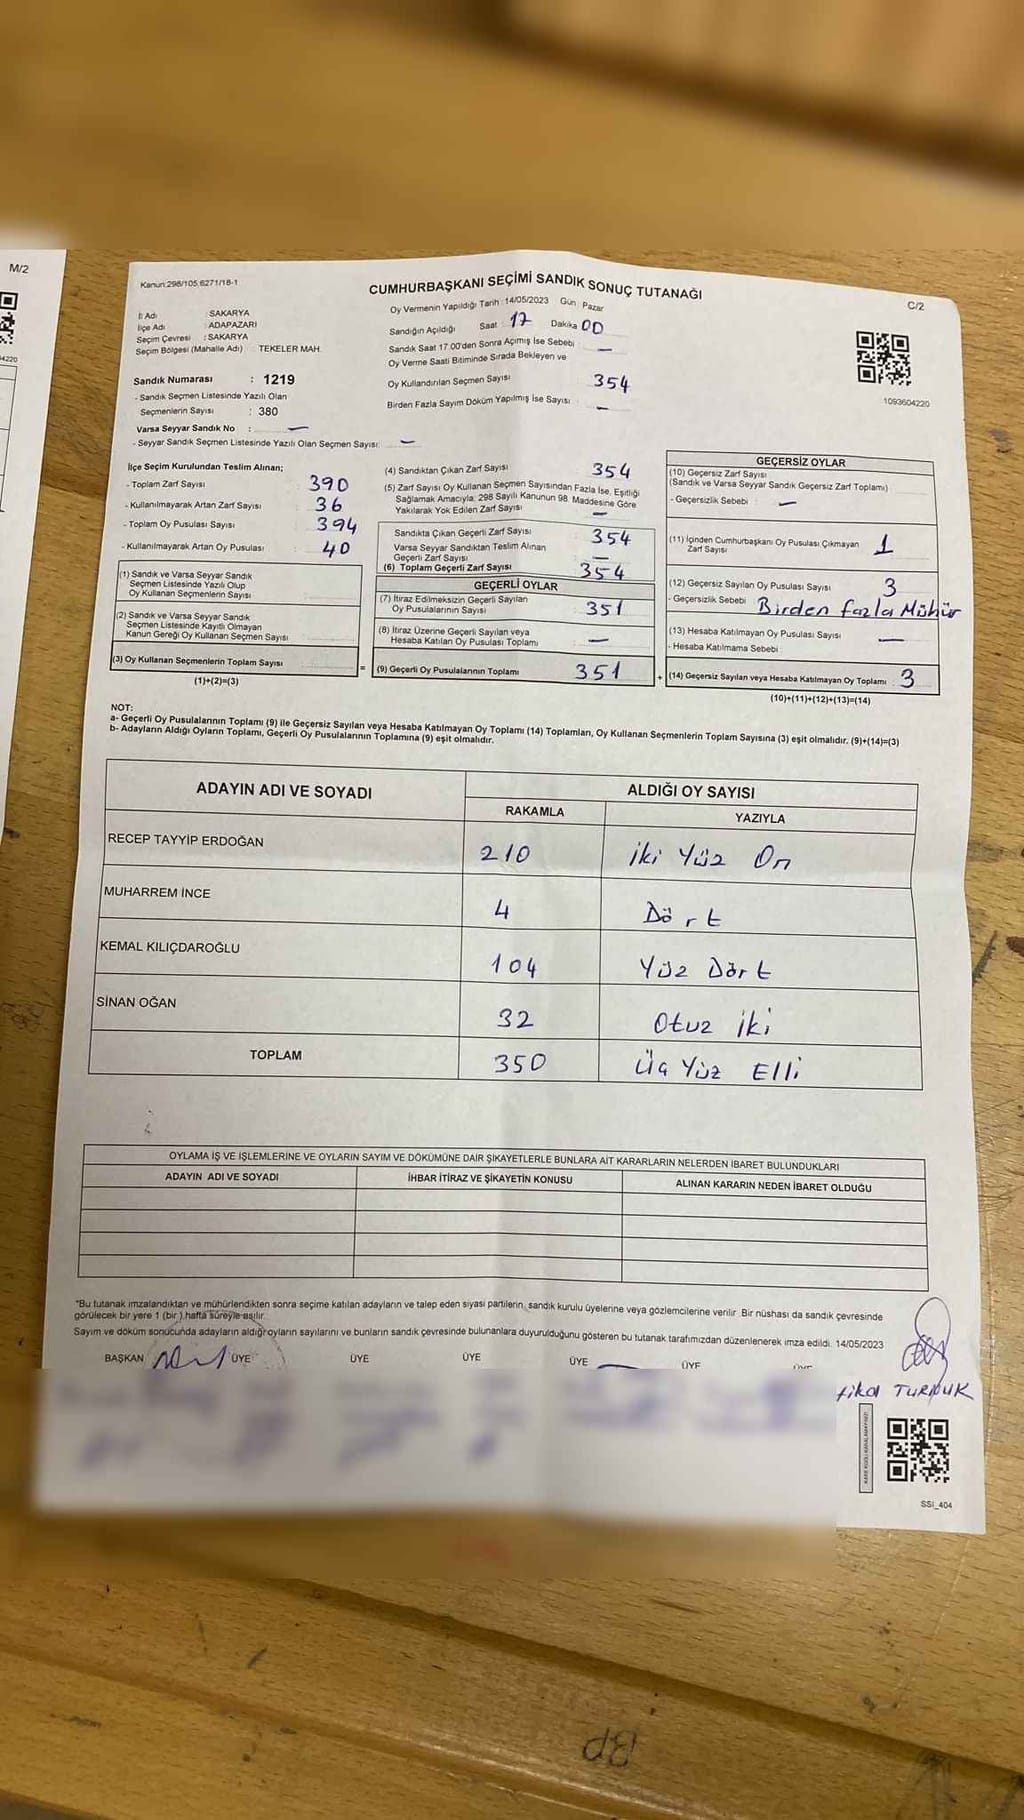 M/2
4220
Kanun:298/105,6271/18-1
CUMHURBAŞKANI SEÇİMİ SANDIK SONUÇ TUTANAĞI
C/2
İl Adı : SAKARYA
İlçe Adı : ADAPAZARI
Seçim Çevresi : SAKARYA
Seçim Bölgesi (Mahalle Adı) TEKELER MAH.
Sandık Numarası : 1219
- Sandık Seçmen Listesinde Yazılı Olan
Seçmenlerin Sayısı : 380
Varsa Seyyar Sandık No : —
- Seyyar Sandık Seçmen Listesinde Yazılı Olan Seçmen Sayısı: —
Oy Vermenin Yapıldığı Tarih : 14/05/2023 Gün : Pazar
Sandığın Açıldığı Saat : 17 Dakika 00
Sandık Saat 17.00'den Sonra Açımış İse Sebebi : —
Oy Verme Saati Bitiminde Sırada Bekleyen ve
Oy Kullandırılan Seçmen Sayısı 354
Birden Fazla Sayım Döküm Yapılmış İse Sayısı : —
1093604220
İlçe Seçim Kurulundan Teslim Alınan;
- Toplam Zarf Sayısı : 390
- Kullanılmayarak Artan Zarf Sayısı : 36
- Toplam Oy Pusulası Sayısı : 394
- Kullanılmayarak Artan Oy Pusulası : 40
(1) Sandık ve Varsa Seyyar Sandık
Seçmen Listesinde Yazılı Olup
Oy Kullanan Seçmenlerin Sayısı
(2) Sandık ve Varsa Seyyar Sandık
Seçmen Listesinde Kayıtlı Olmayan
Kanun Gereği Oy Kullanan Seçmen Sayısı
(3) Oy Kullanan Seçmenlerin Toplam Sayısı
(1)+(2)=(3)
(4) Sandıktan Çıkan Zarf Sayısı 354
(5) Zarf Sayısı Oy Kullanan Seçmen Sayısından Fazla İse, Eşitliği
Sağlamak Amacıyla; 298 Sayılı Kanunun 98. Maddesine Göre
Yakılarak Yok Edilen Zarf Sayısı : —
Sandıkta Çıkan Geçerli Zarf Sayısı 354
Varsa Seyyar Sandıktan Teslim Alınan
Geçerli Zarf Sayısı —
(6) Toplam Geçerli Zarf Sayısı 354
GEÇERLİ OYLAR
(7) İtiraz Edilmeksizin Geçerli Sayılan
Oy Pusulalarının Sayısı 351
(8) İtiraz Üzerine Geçerli Sayılan veya
Hesaba Katılan Oy Pusulası Toplamı —
= (9) Geçerli Oy Pusulalarının Toplamı 351 +
GEÇERSİZ OYLAR
(10) Geçersiz Zarf Sayısı
(Sandık ve Varsa Seyyar Sandık Geçersiz Zarf Toplamı)
- Geçersizlik Sebebi : —
(11) İçinden Cumhurbaşkanı Oy Pusulası Çıkmayan
Zarf Sayısı 1
(12) Geçersiz Sayılan Oy Pusulası Sayısı 3
- Geçersizlik Sebebi Birden fazla Mühür
(13) Hesaba Katılmayan Oy Pusulası Sayısı —
- Hesaba Katılmama Sebebi
(14) Geçersiz Sayılan veya Hesaba Katılmayan Oy Toplamı : 3
(10)+(11)+(12)+(13)=(14)
NOT:
a- Geçerli Oy Pusulalarının Toplamı (9) ile Geçersiz Sayılan veya Hesaba Katılmayan Oy Toplamı (14) Toplamları, Oy Kullanan Seçmenlerin Toplam Sayısına (3) eşit olmalıdır. (9)+(14)=(3)
b- Adayların Aldığı Oyların Toplamı, Geçerli Oy Pusulalarının Toplamına (9) eşit olmalıdır.
ADAYIN ADI VE SOYADI ALDIĞI OY SAYISI
RAKAMLA YAZIYLA
RECEP TAYYİP ERDOĞAN 210 İki Yüz On
MUHARREM İNCE 4 Dört
KEMAL KILIÇDAROĞLU 104 Yüz Dört
SİNAN OĞAN 32 Otuz İki
TOPLAM 350 Üç Yüz Elli
OYLAMA İŞ VE İŞLEMLERİNE VE OYLARIN SAYIM VE DÖKÜMÜNE DAİR ŞİKAYETLERLE BUNLARA AİT KARARLARIN NELERDEN İBARET BULUNDUKLARI
ADAYIN ADI VE SOYADI İHBAR İTİRAZ VE ŞİKAYETİN KONUSU ALINAN KARARIN NEDEN İBARET OLDUĞU
*Bu tutanak imzalandıktan ve mühürlendikten sonra seçime katılan adayların ve talep eden siyasi partilerin, sandık kurulu üyelerine veya gözlemcilerine verilir. Bir nüshası da sandık çevresinde
görülecek bir yere 1 (bir ) hafta süreyle asılır.
Sayım ve döküm sonucunda adayların aldığı oyların sayılarını ve bunların sandık çevresinde bulunanlara duyurulduğunu gösteren bu tutanak tarafımızdan düzenlenerek imza edildi. 14/05/2023
BAŞKAN ÜYE ÜYE ÜYE ÜYE ÜYE ÜYE
SSI_404
BP